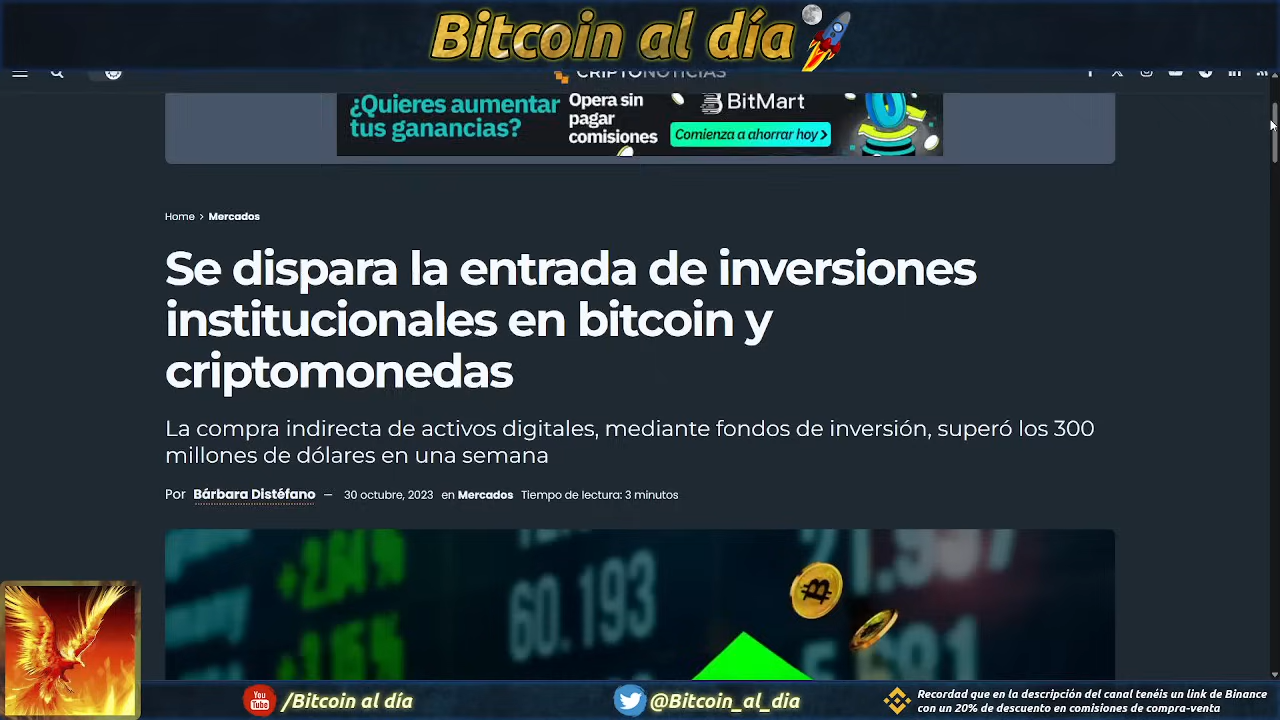 Bitcoin al día
CRIPTONOTICIAS
¿Quieres aumentar
tus ganancias?
Opera sin
pagar
comisiones
BitMart
Comienza a ahorrar hoy >
0
Home > Mercados
Se dispara la entrada de inversiones
institucionales en bitcoin y
criptomonedas
La compra indirecta de activos digitales, mediante fondos de inversión, superó los 300
millones de dólares en una semana
Por Bárbara Distéfano — 30 octubre, 2023 en Mercados Tiempo de lectura: 3 minutos
60.193
You
Tube
/Bitcoin al día
@Bitcoin_al_dia
Recordad que en la descripción del canal tenéis un link de Binance
con un 20% de descuento en comisiones de compra-venta